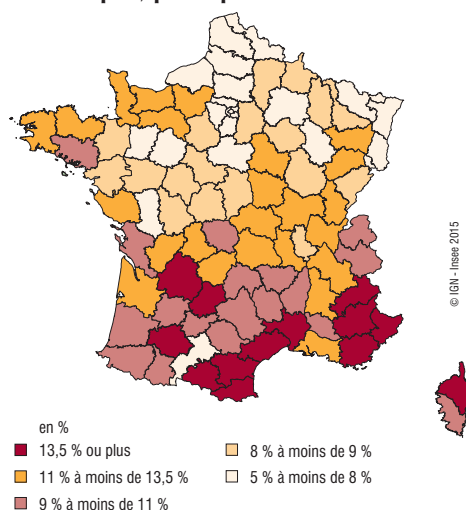 © IGN - Insee 2015
en %
13,5 % ou plus
11 % à moins de 13,5 %
9 % à moins de 11 %
8 % à moins de 9 %
5 % à moins de 8 %